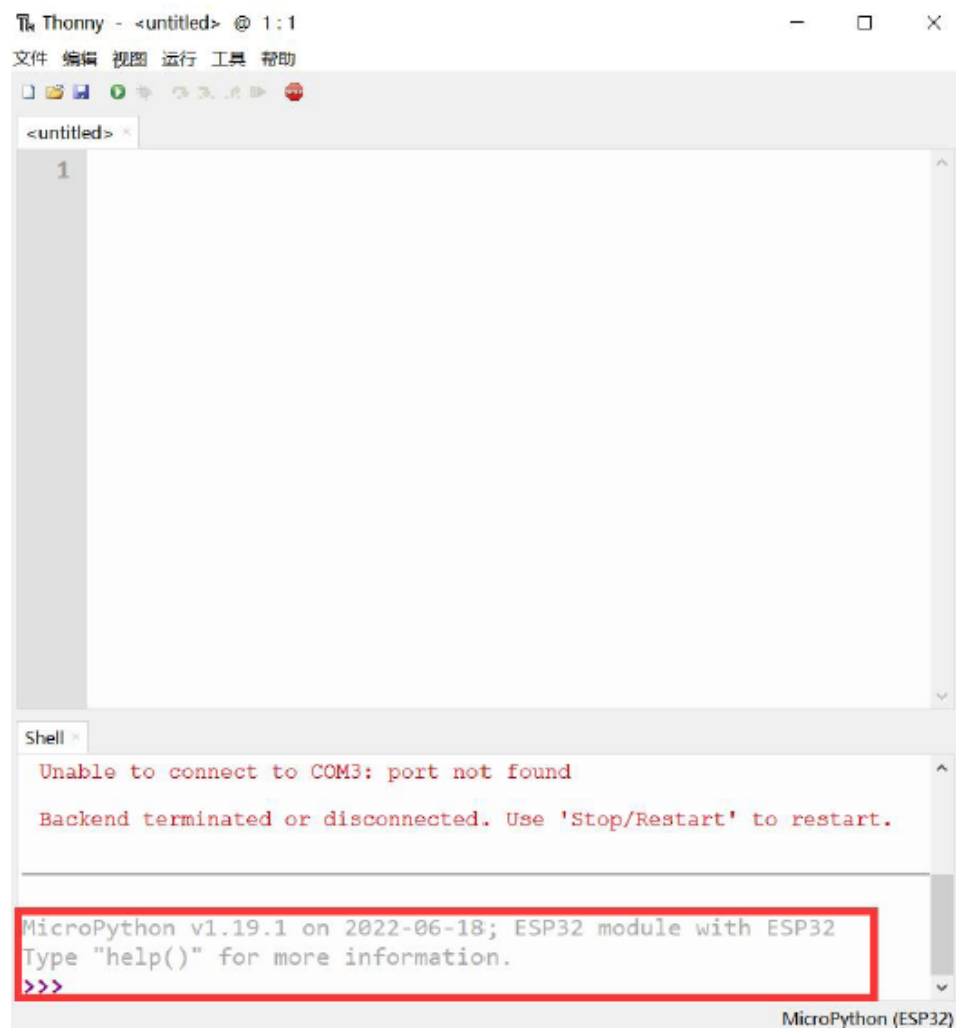 Thonny - <untitled> @ 1:1
文件 编辑 视图 运行 工具 帮助
<untitled>
1
Shell
Unable to connect to COM3: port not found
Backend terminated or disconnected. Use 'Stop/Restart' to restart.
MicroPython v1.19.1 on 2022-06-18; ESP32 module with ESP32
Type "help()" for more information.
>>>
MicroPython (ESP32)